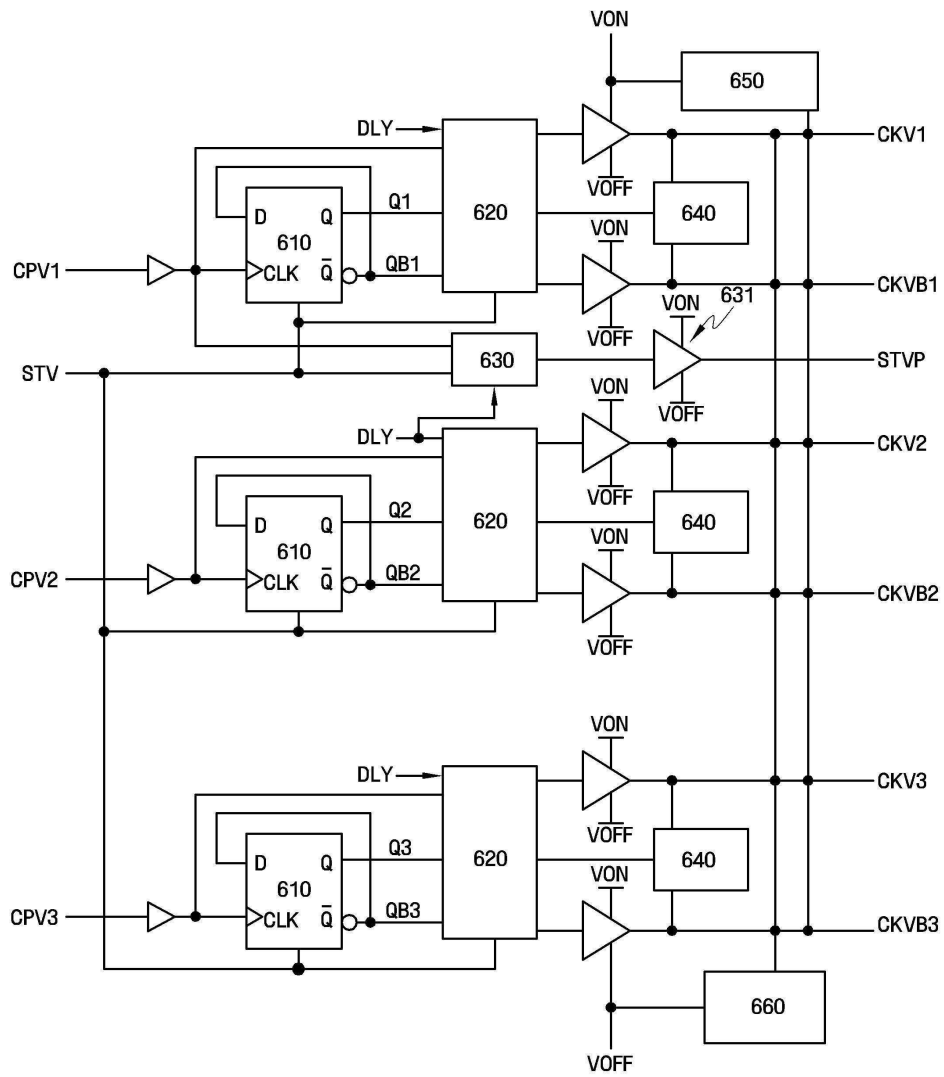 VON
650
DLY
CKV1
VOFF
D Q
Q1
610
620
640
VON
CPV1
CLK Q̅
QB1
CKVB1
VOFF
VON
631
STV
630
STVP
VOFF
VON
DLY
CKV2
VOFF
D Q
Q2
610
620
640
VON
CPV2
CLK Q̅
QB2
CKVB2
VOFF
VON
DLY
CKV3
VOFF
D Q
Q3
610
620
640
VON
CPV3
CLK Q̅
QB3
CKVB3
660
VOFF